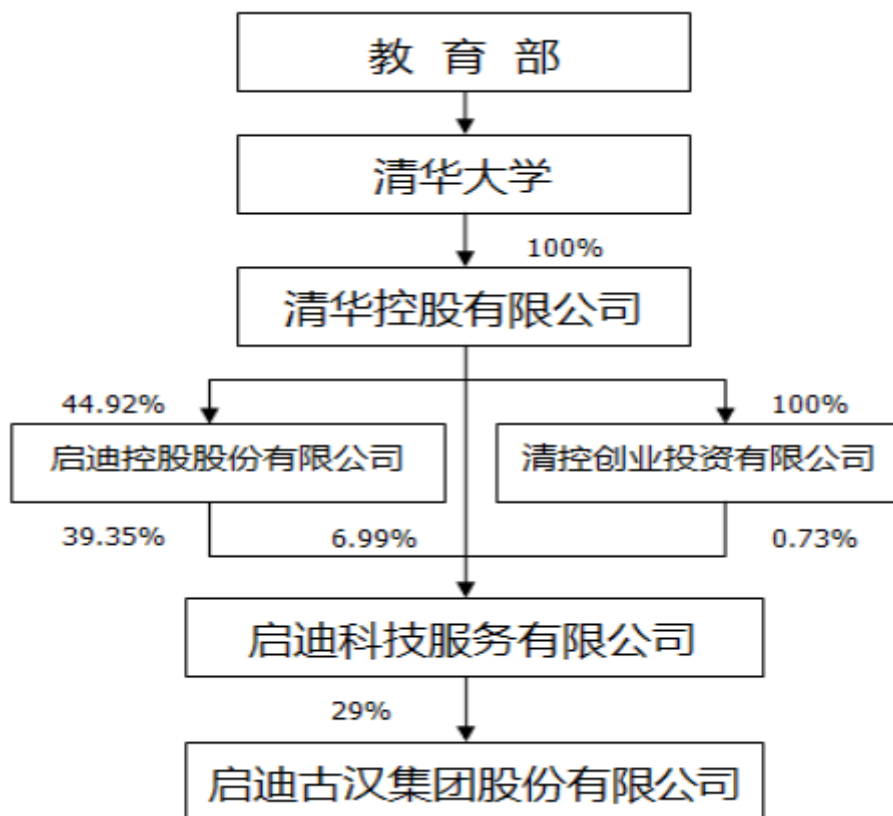 教 育 部
清华大学
100%
清华控股有限公司
44.92%
100%
启迪控股股份有限公司
清控创业投资有限公司
39.35%
6.99%
0.73%
启迪科技服务有限公司
29%
启迪古汉集团股份有限公司